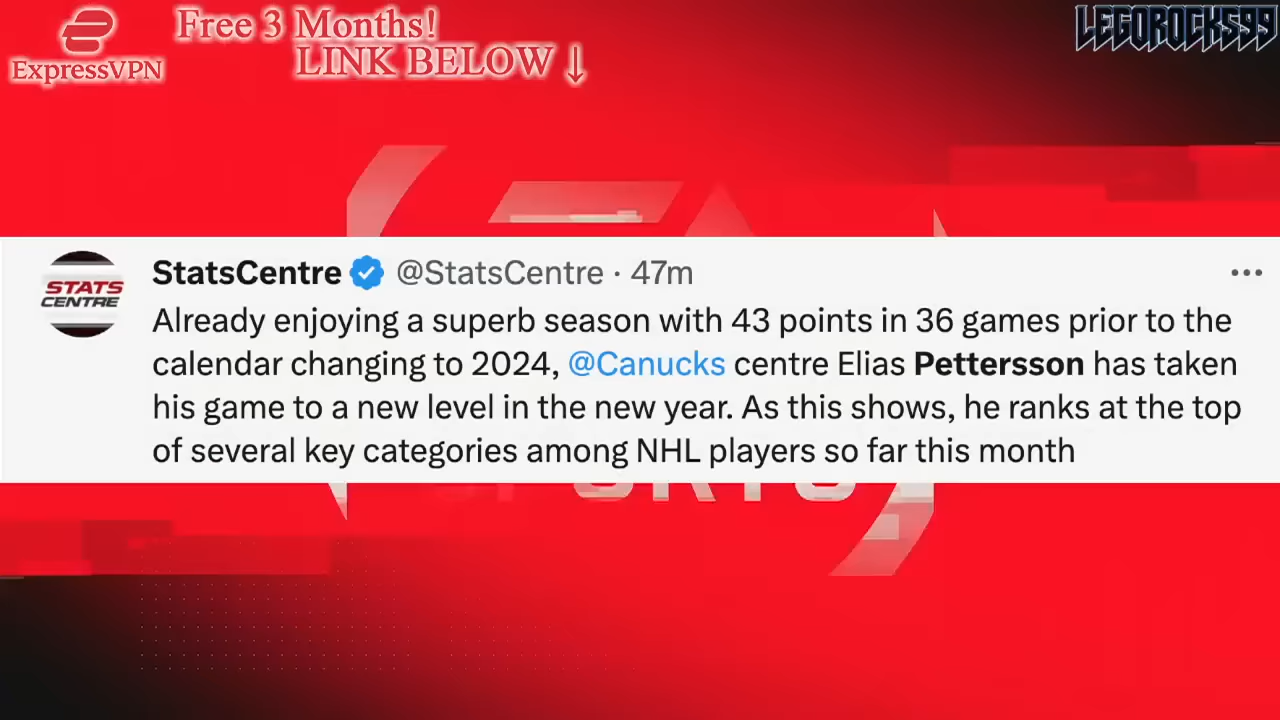 Free 3 Months!
LINK BELOW ↓
ExpressVPN
LEGOROCKS99
STATS
CENTRE
StatsCentre @StatsCentre · 47m
Already enjoying a superb season with 43 points in 36 games prior to the
calendar changing to 2024, @Canucks centre Elias Pettersson has taken
his game to a new level in the new year. As this shows, he ranks at the top
of several key categories among NHL players so far this month